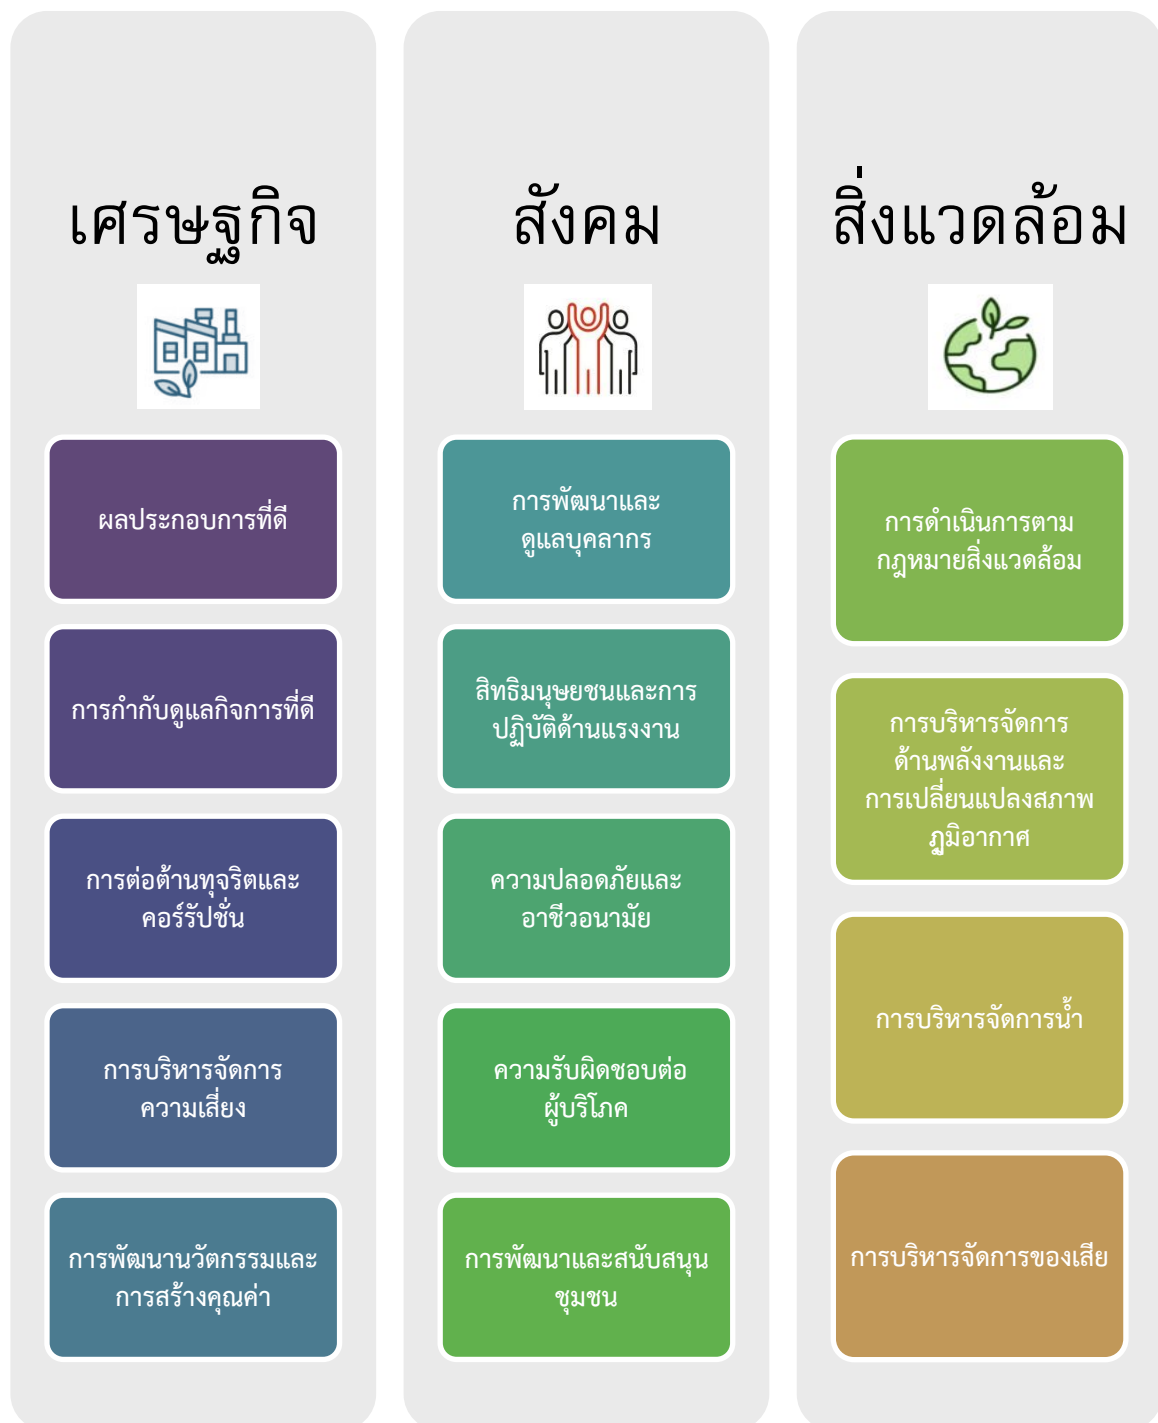 เศรษฐกิจ
ผลประกอบการที่ดี
การกำกับดูแลกิจการที่ดี
การต่อต้านทุจริตและ
คอร์รัปชั่น
การบริหารจัดการ
ความเสี่ยง
การพัฒนานวัตกรรมและ
การสร้างคุณค่า
สังคม
การพัฒนาและ
ดูแลบุคลากร
สิทธิมนุษยชนและการ
ปฏิบัติด้านแรงงาน
ความปลอดภัยและ
อาชีวอนามัย
ความรับผิดชอบต่อ
ผู้บริโภค
การพัฒนาและสนับสนุน
ชุมชน
สิ่งแวดล้อม
การดำเนินการตาม
กฎหมายสิ่งแวดล้อม
การบริหารจัดการ
ด้านพลังงานและ
การเปลี่ยนแปลงสภาพ
ภูมิอากาศ
การบริหารจัดการน้ำ
การบริหารจัดการของเสีย